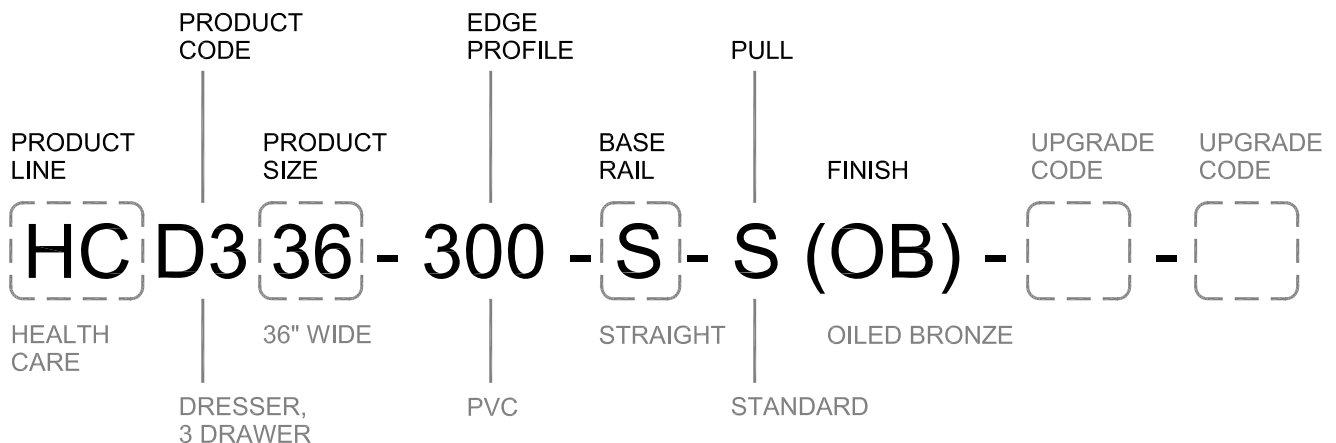 PRODUCT
CODE
EDGE
PROFILE
PULL
PRODUCT
LINE
PRODUCT
SIZE
BASE
RAIL
FINISH
UPGRADE
CODE
UPGRADE
CODE
HC D3 36 - 300 - S - S (OB) - -
HEALTH
CARE
36" WIDE
STRAIGHT
OILED BRONZE
DRESSER,
3 DRAWER
PVC
STANDARD